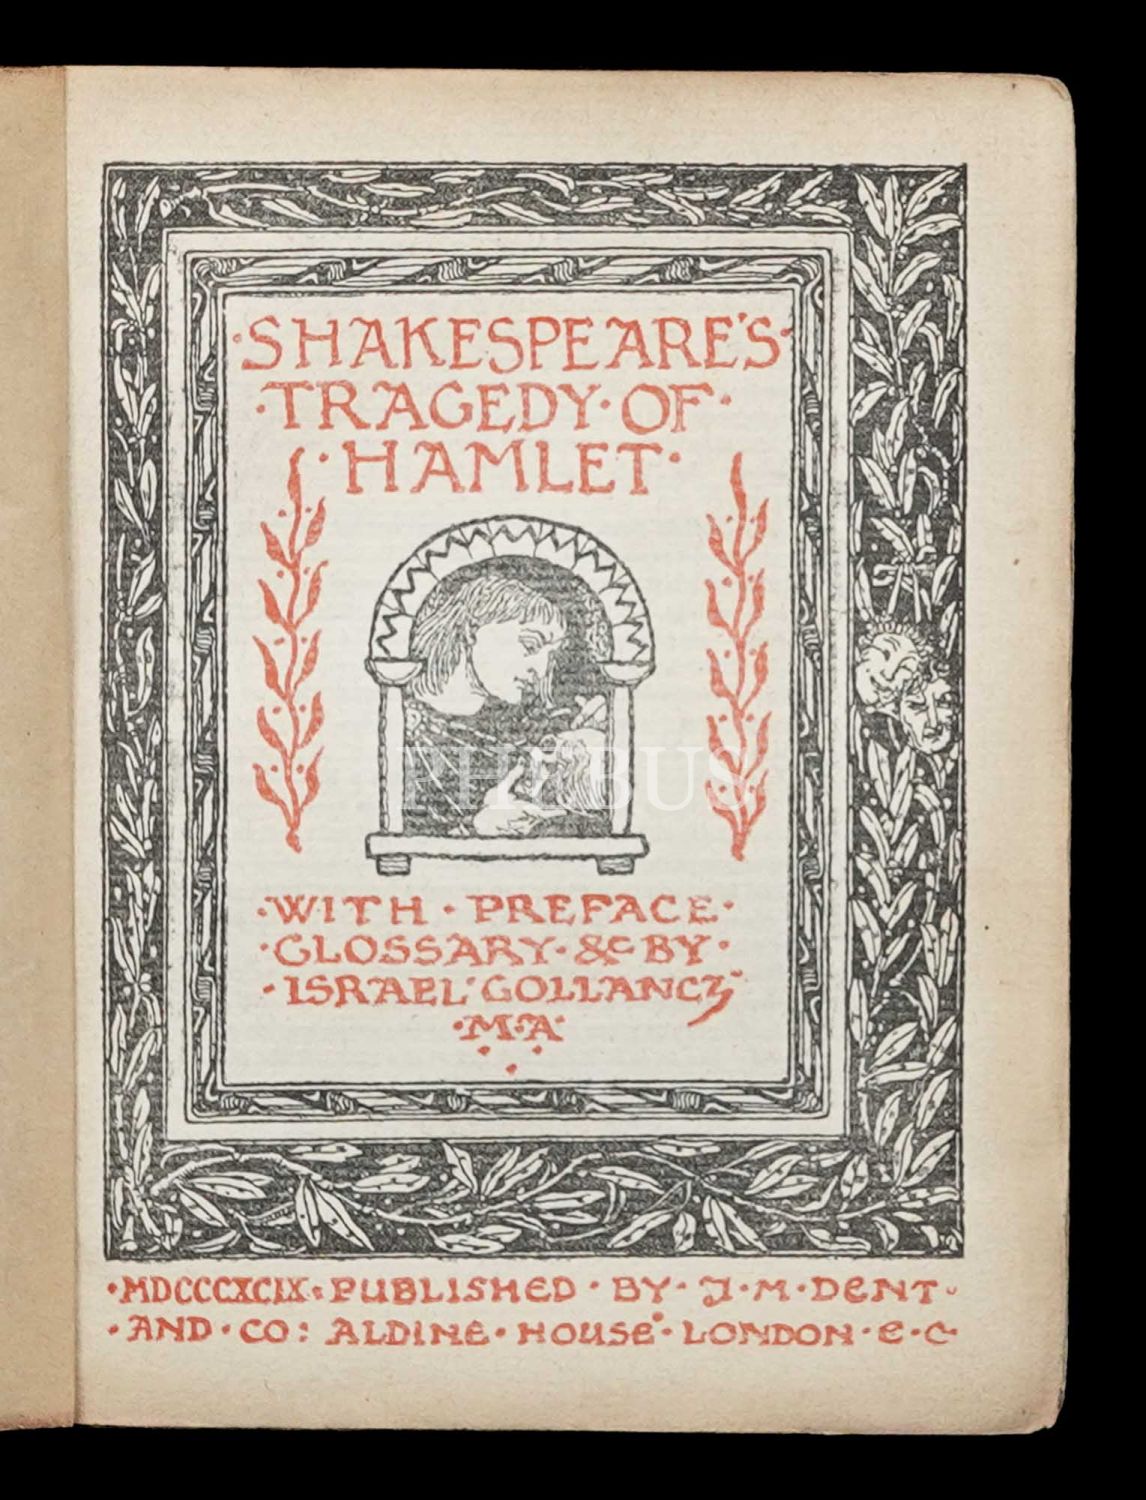 ·SHAKESPEARE'S·
·TRAGEDY·OF·
·HAMLET·
PHEBUS
·WITH·PREFACE·
·GLOSSARY·&c·BY·
·ISRAEL·GOLLANCZ·
·M·A·
·MDCCCXCIX·PUBLISHED·BY·J·M·DENT·
·AND·CO: ALDINE·HOUSE·LONDON·E·C·